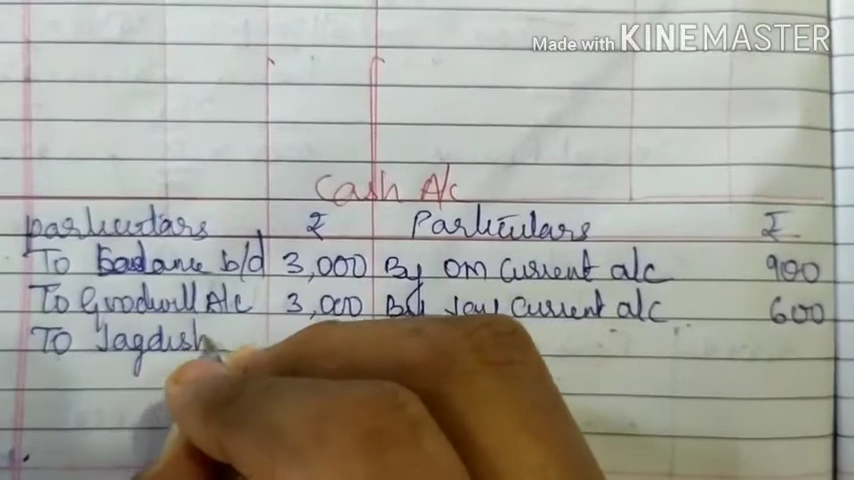 Made with KINEMASTER
Cash A/c
Particulars ₹ Particulars ₹
To Balance b/d 3,000 By OM Current a/c 900
To Goodwill A/c 3,000 By Jay Current a/c 600
To Jagdish